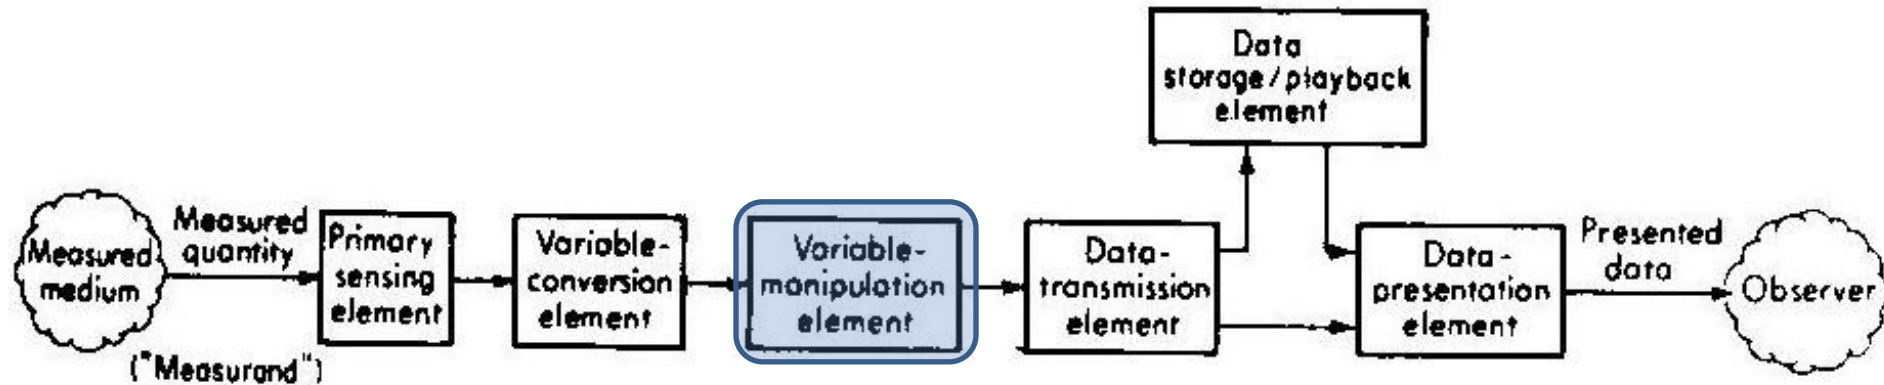 Measured
medium
Measured
quantity
("Measurand")
Primary
sensing
element
Variable-
conversion
element
Variable-
manipulation
element
Data-
transmission
element
Data
storage/playback
element
Data-
presentation
element
Presented
data
Observer